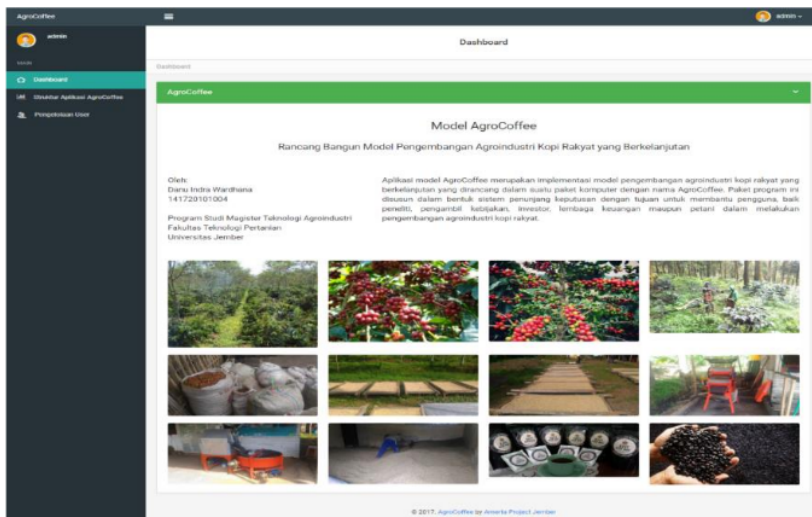 AgroCoffee
admin
admin
Dashboard
MAIN
Dashboard
Dashboard
Struktur Aplikasi AgroCoffee
Pengelolaan User
AgroCoffee
Model AgroCoffee
Rancang Bangun Model Pengembangan Agroindustri Kopi Rakyat yang Berkelanjutan
Oleh:
Danu Indra Wardhana
141720101004
Program Studi Magister Teknologi Agroindustri
Fakultas Teknologi Pertanian
Universitas Jember
Aplikasi model AgroCoffee merupakan implementasi model pengembangan agroindustri kopi rakyat yang
berkelanjutan yang dirancang dalam suatu paket komputer dengan nama AgroCoffee. Paket program ini
disusun dalam bentuk sistem penunjang keputusan dengan tujuan untuk membantu pengguna, baik
peneliti, pengambil kebijakan, investor, lembaga keuangan maupun petani dalam melakukan
pengembangan agroindustri kopi rakyat.
© 2017. AgroCoffee by Amerta Project Jember